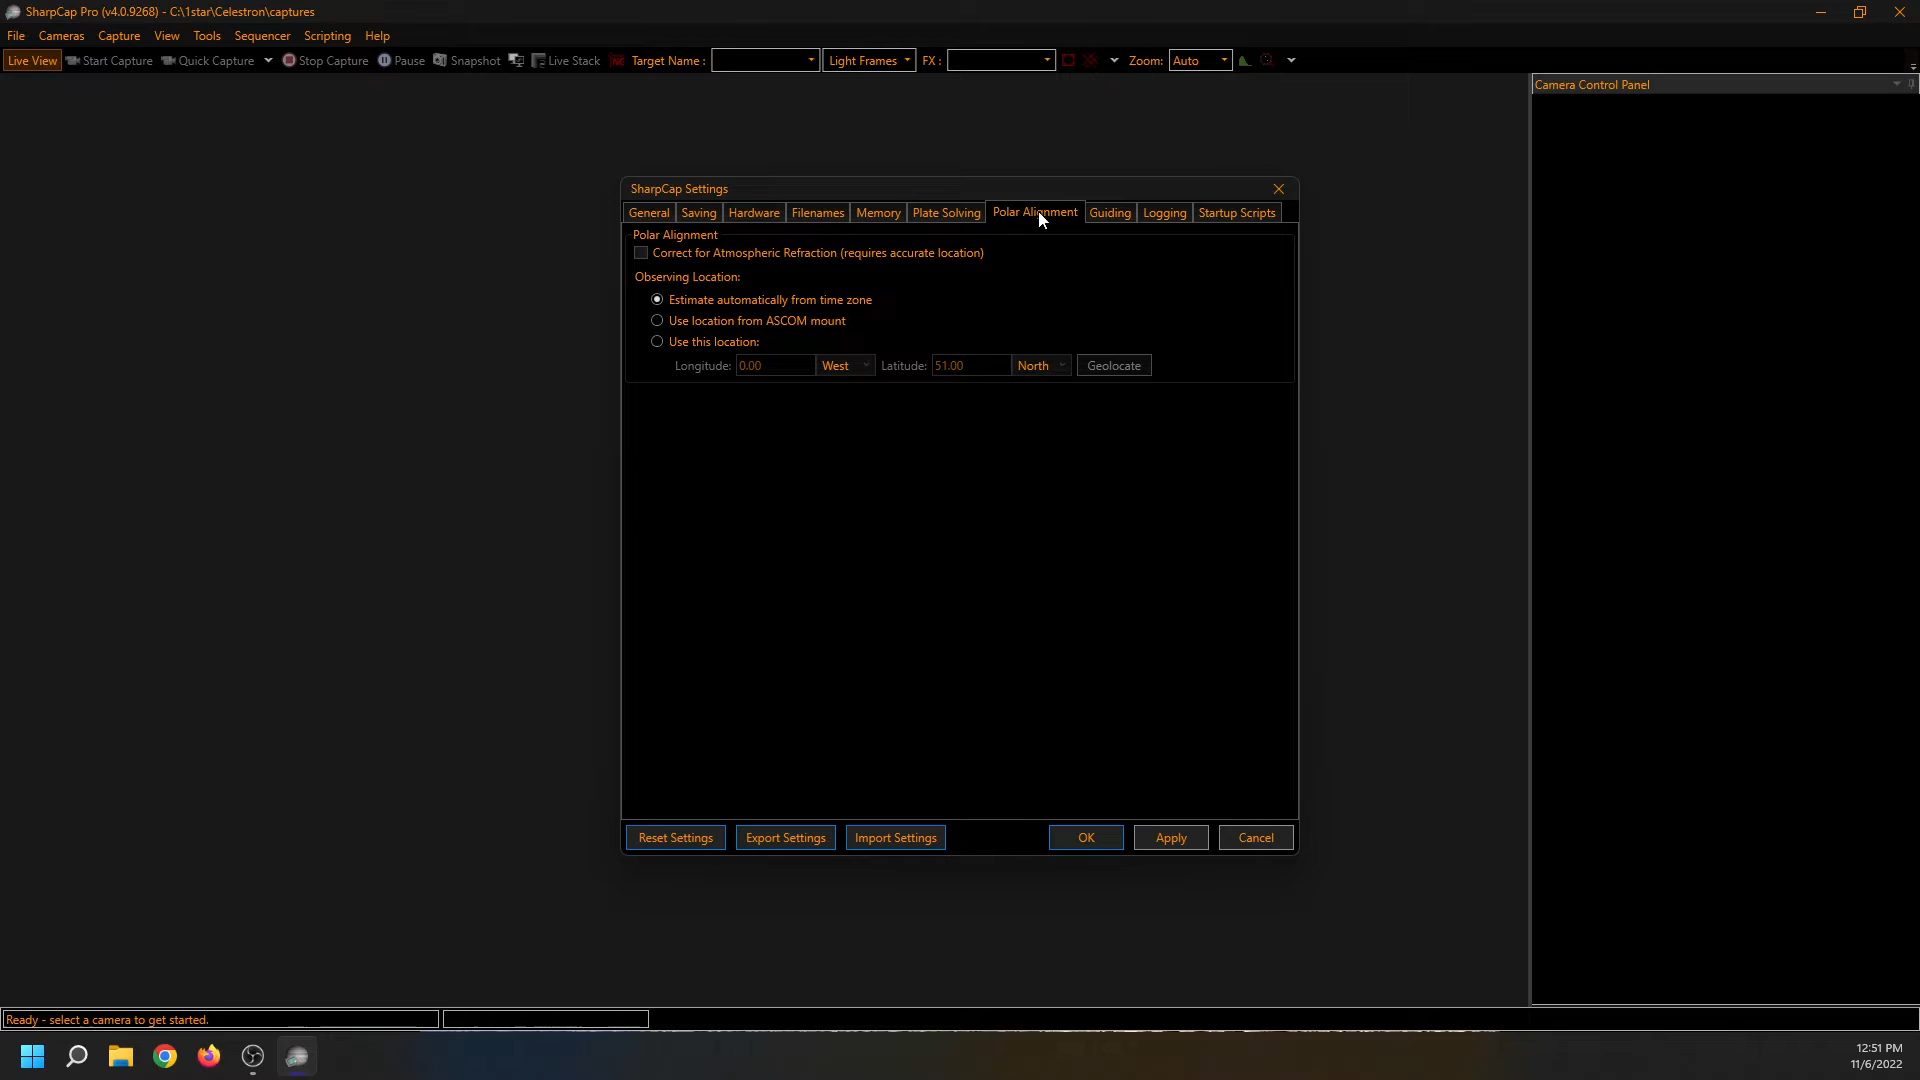 SharpCap Pro (v4.0.9268) - C:\1star\Celestron\captures
File Cameras Capture View Tools Sequencer Scripting Help
Live View Start Capture Quick Capture Stop Capture Pause Snapshot Live Stack Target Name : Light Frames FX : Zoom: Auto
Camera Control Panel
SharpCap Settings
General Saving Hardware Filenames Memory Plate Solving Polar Alignment Guiding Logging Startup Scripts
Polar Alignment
Correct for Atmospheric Refraction (requires accurate location)
Observing Location:
Estimate automatically from time zone
Use location from ASCOM mount
Use this location:
Longitude: 0.00 West Latitude: 51.00 North Geolocate
Reset Settings Export Settings Import Settings OK Apply Cancel
Ready - select a camera to get started.
12:51 PM
11/6/2022